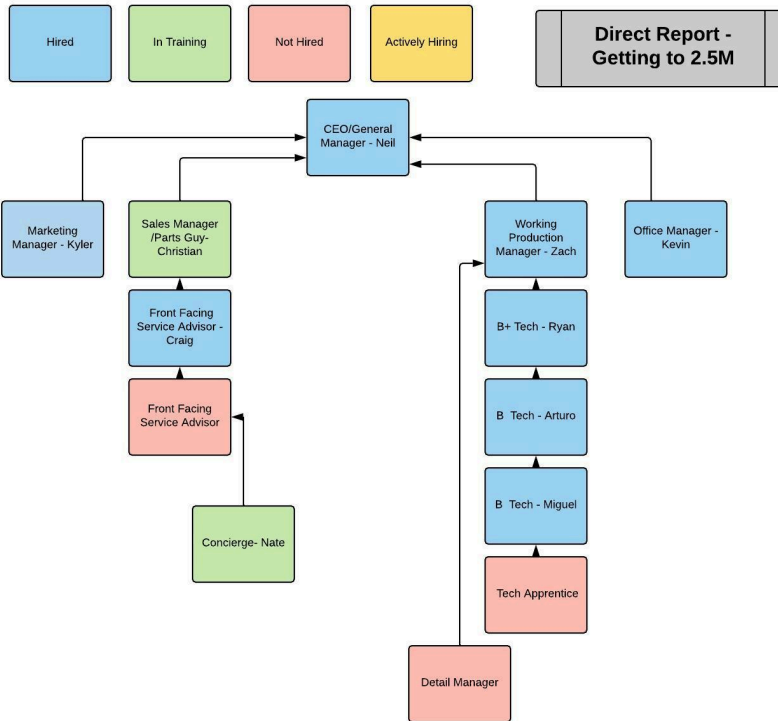 Hired
In Training
Not Hired
Actively Hiring
Direct Report -
Getting to 2.5M
CEO/General
Manager - Neil
Marketing
Manager - Kyler
Sales Manager
/Parts Guy-
Christian
Working
Production
Manager - Zach
Office Manager -
Kevin
Front Facing
Service Advisor -
Craig
B+ Tech - Ryan
Front Facing
Service Advisor
B  Tech - Arturo
Concierge- Nate
B  Tech - Miguel
Tech Apprentice
Detail Manager